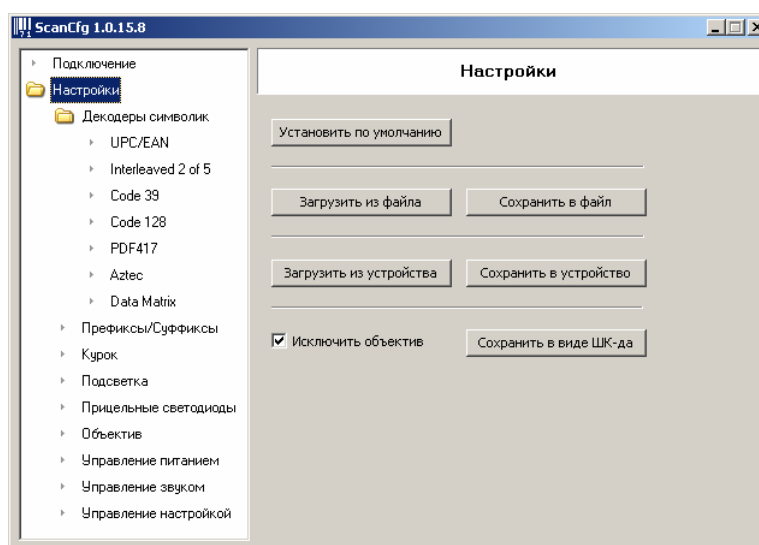 ScanCfg 1.0.15.8
Подключение
Настройки
Декодеры символик
UPC/EAN
Interleaved 2 of 5
Code 39
Code 128
PDF417
Aztec
Data Matrix
Префиксы/Суффиксы
Курок
Подсветка
Прицельные светодиоды
Объектив
Управление питанием
Управление звуком
Управление настройкой
Настройки
Установить по умолчанию
Загрузить из файла
Сохранить в файл
Загрузить из устройства
Сохранить в устройство
Исключить объектив
Сохранить в виде ШК-да